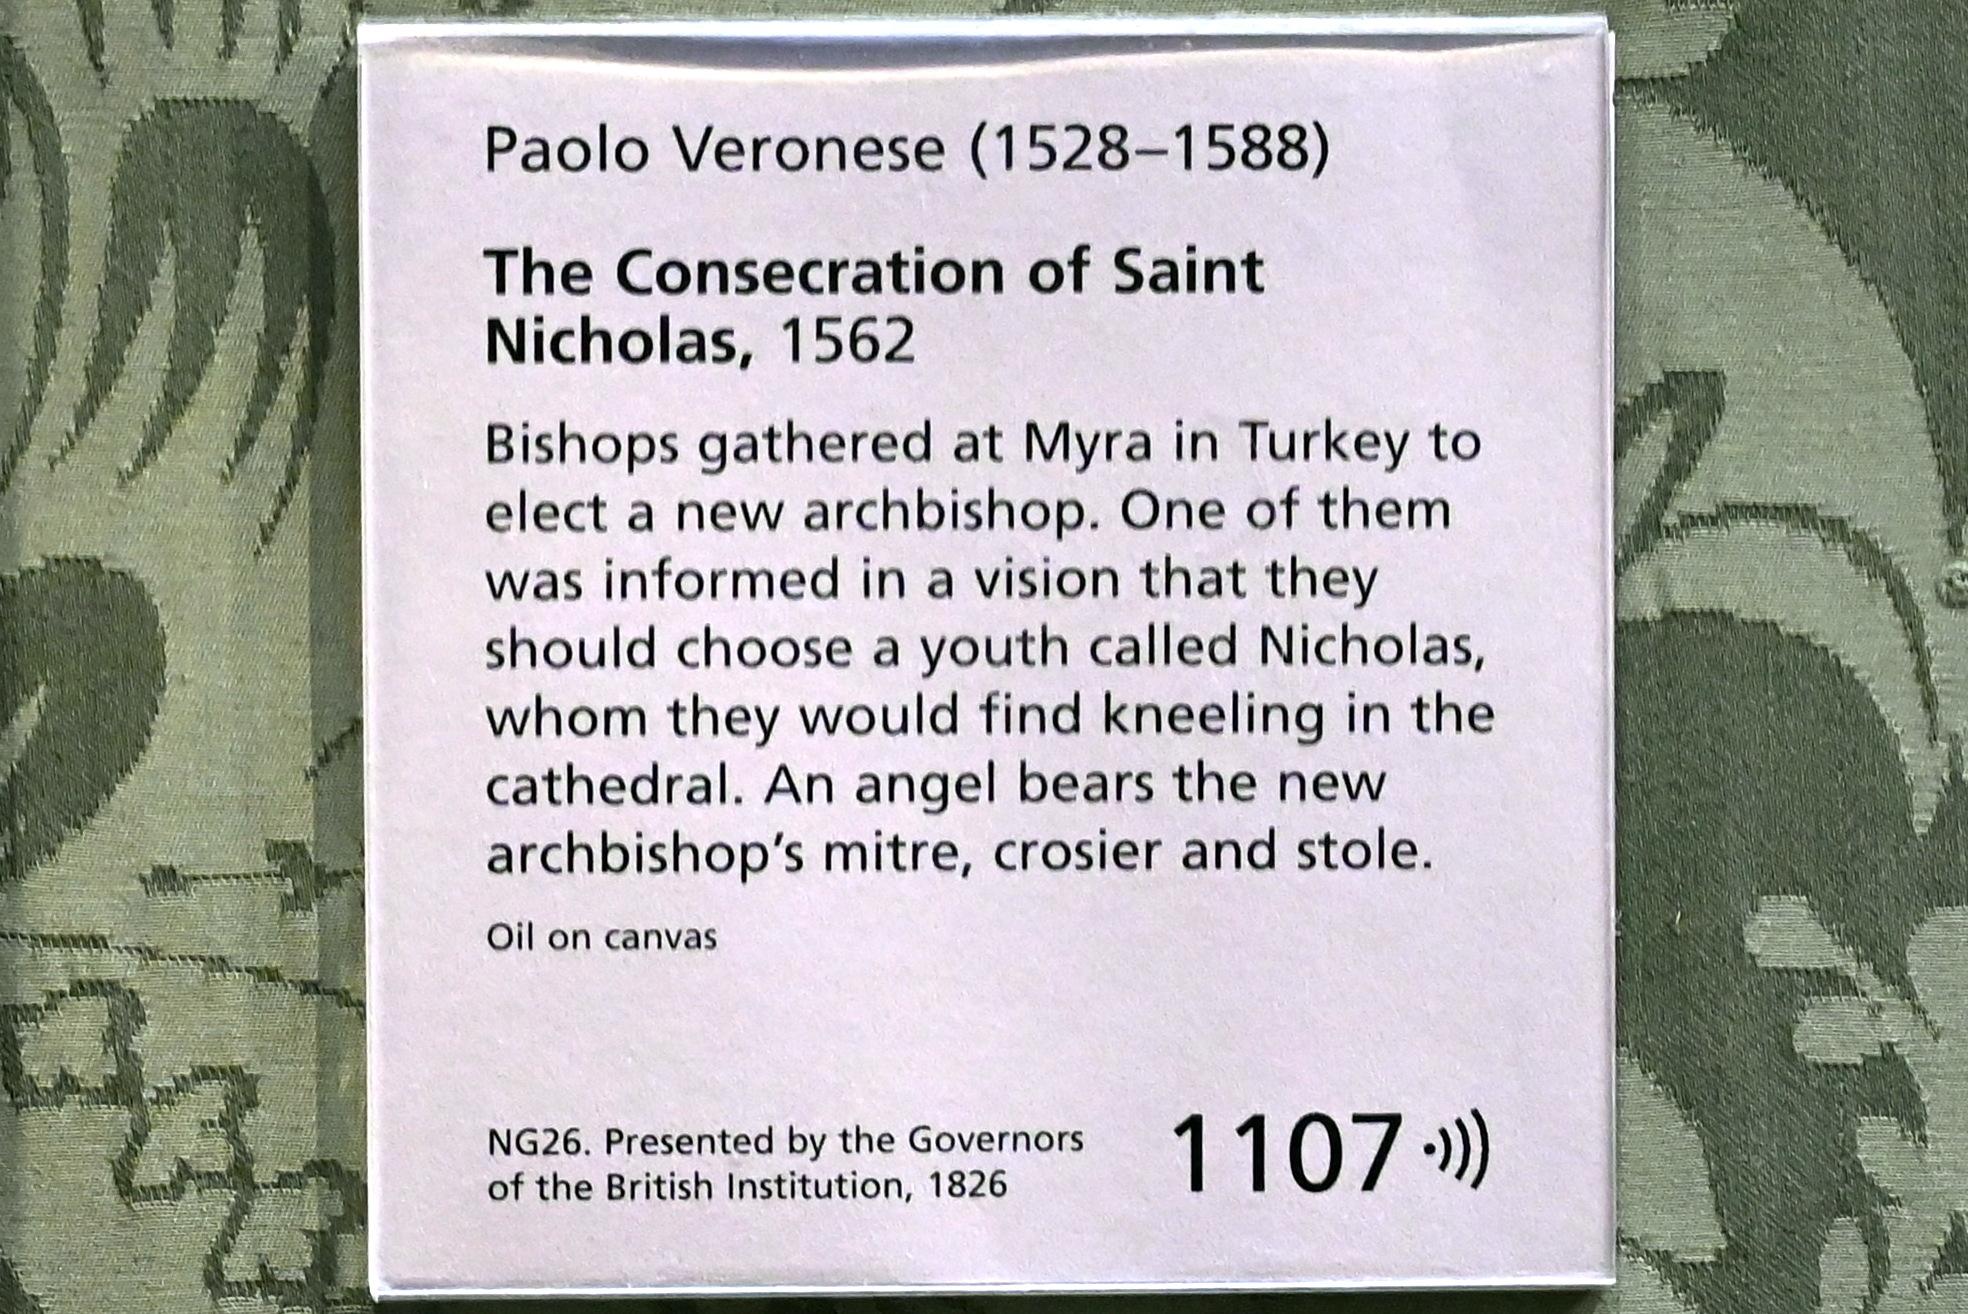 Paolo Veronese (1528–1588)
The Consecration of Saint
Nicholas, 1562
Bishops gathered at Myra in Turkey to
elect a new archbishop. One of them
was informed in a vision that they
should choose a youth called Nicholas,
whom they would find kneeling in the
cathedral. An angel bears the new
archbishop’s mitre, crosier and stole.
Oil on canvas
NG26. Presented by the Governors
of the British Institution, 1826
1107